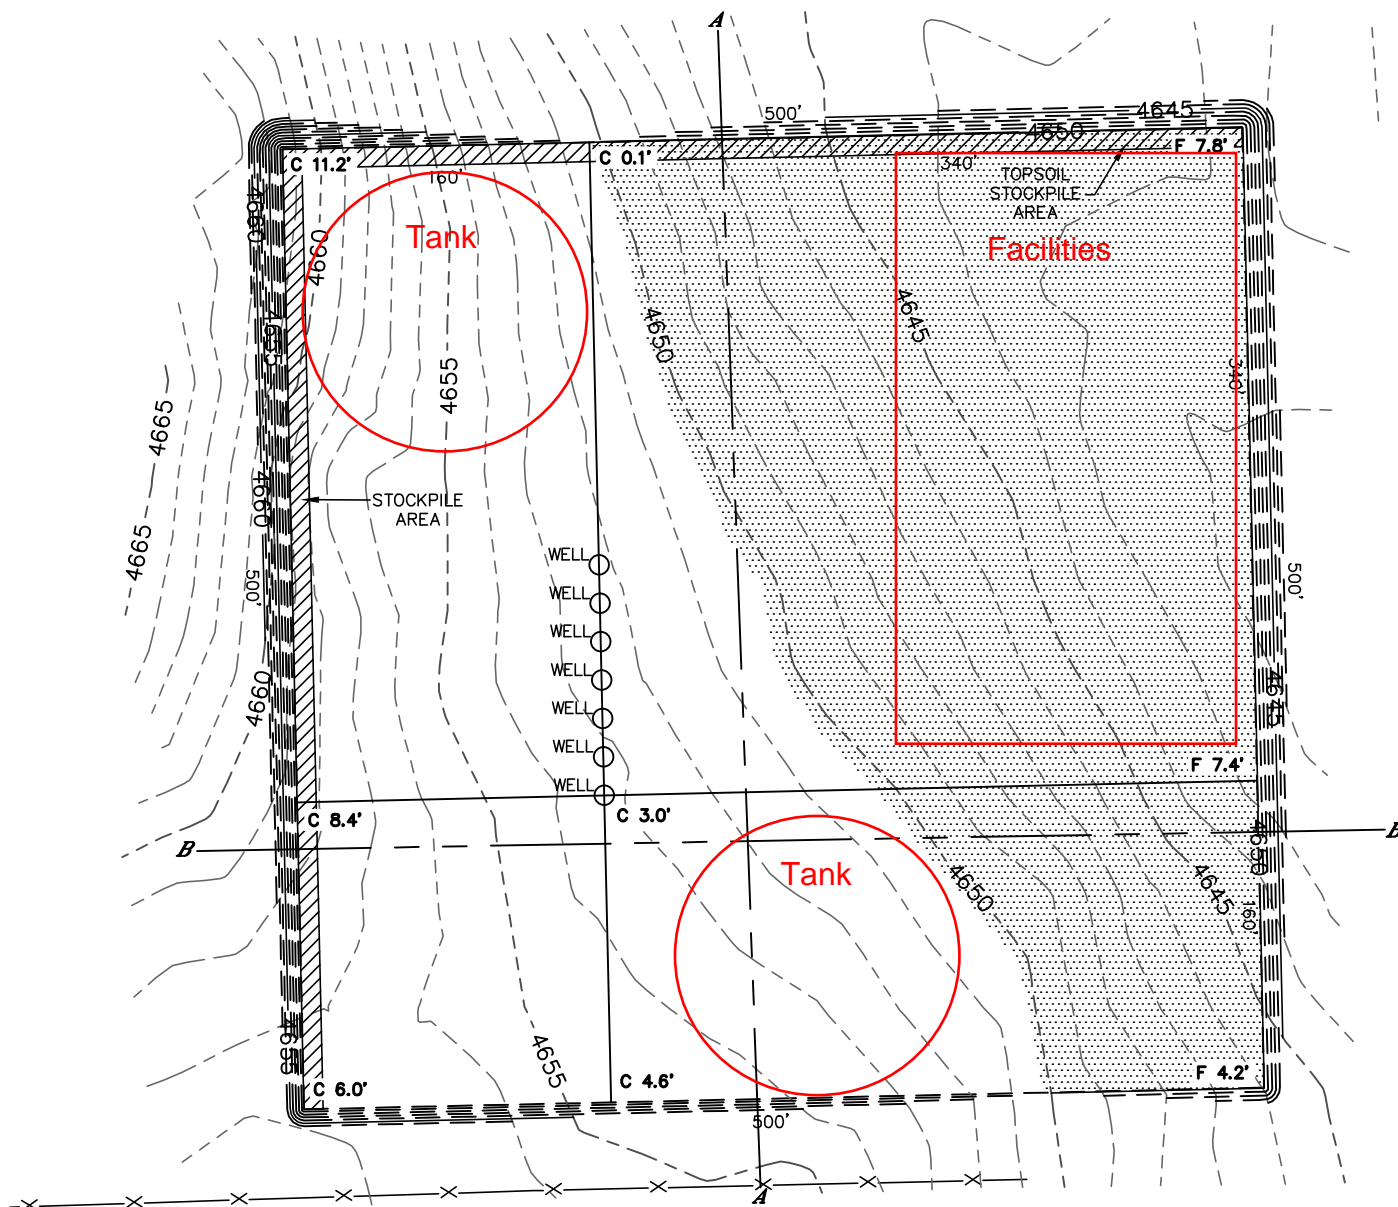 A
500'
4645
4650
C 11.2'
C 0.1'
F 7.8'
160'
340'
TOPSOIL
STOCKPILE
AREA
Tank
Facilities
4660
4660
4645
4650
4655
4655
340'
4665
STOCKPILE
AREA
4660
4665
WELL
500'
WELL
500'
WELL
WELL
4660
4645
WELL
WELL
F 7.4'
WELL
C 8.4'
C 3.0'
B
B
4650
Tank
4650
4645
160'
4655
4655
C 6.0'
C 4.6'
F 4.2'
500'
A